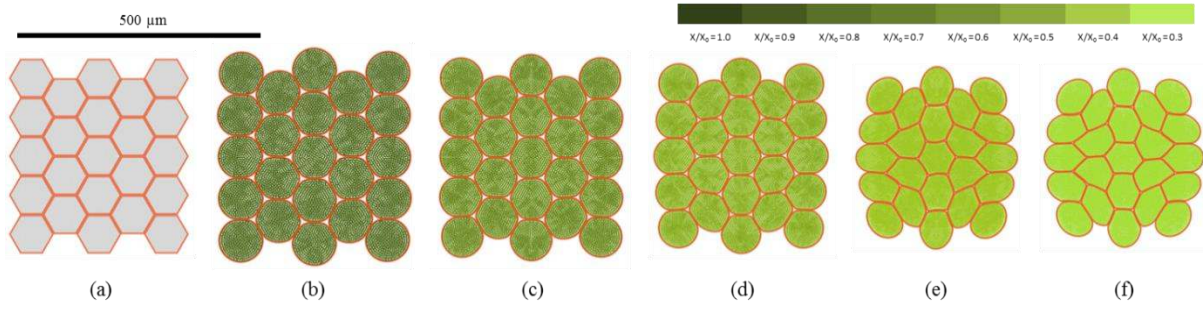 500 µm
X/X₀ = 1.0 X/X₀ = 0.9 X/X₀ = 0.8 X/X₀ = 0.7 X/X₀ = 0.6 X/X₀ = 0.5 X/X₀ = 0.4 X/X₀ = 0.3
(a) (b) (c) (d) (e) (f)